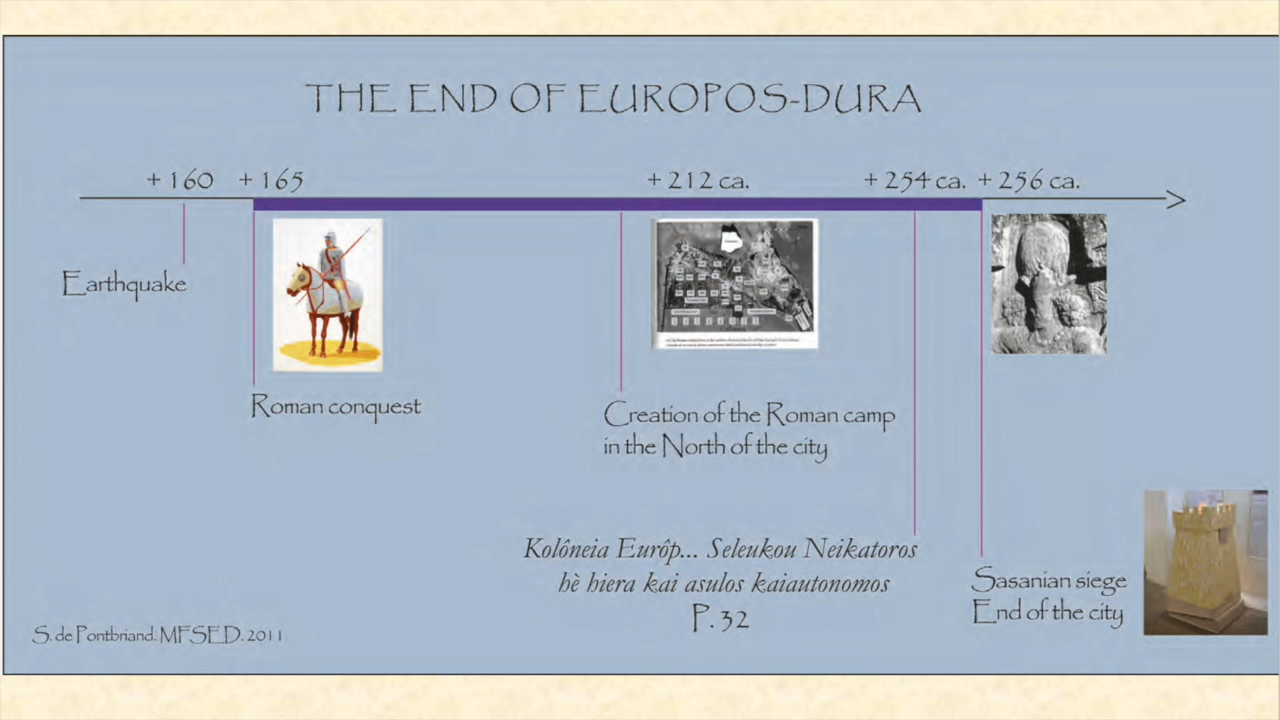 THE END OF EUROPOS-DURA
+ 160 + 165 + 212 ca. + 254 ca. + 256 ca.
Earthquake
Roman conquest
Creation of the Roman camp
in the North of the city
Kolôneia Eurôp... Seleukou Neikatoros
hè hiera kai asulos kaiautonomos
P. 32
Sasanian siege
End of the city
S. de Pontbriand. MFSED. 2011